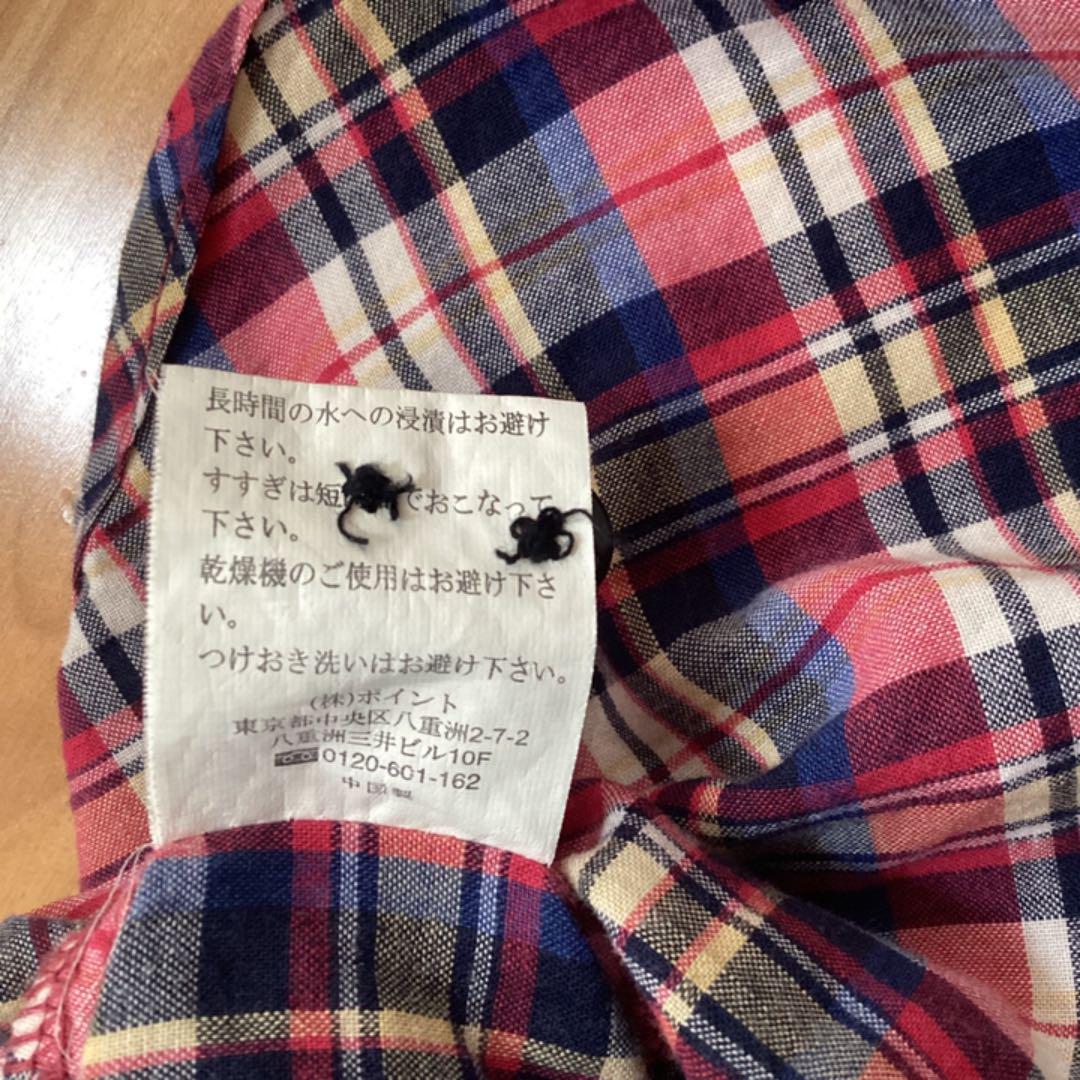 長時間の水への浸漬はお避け
下さい。
すすぎは短でおこなって
下さい。
乾燥機のご使用はお避け下さ
い。
つけおき洗いはお避け下さい。
(株)ポイント
東京都中央区八重洲2-7-2
八重洲三井ビル10F
0120-601-162
中国製